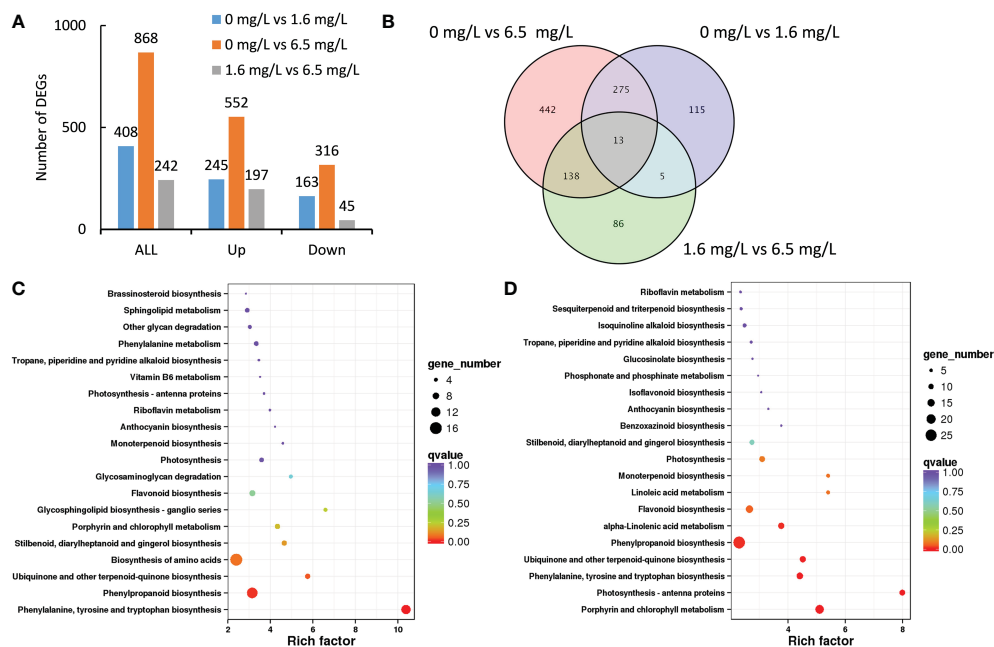 A
0 mg/L vs 1.6 mg/L
0 mg/L vs 6.5 mg/L
1.6 mg/L vs 6.5 mg/L
Number of DEGs
1000
500
0
408
868
242
245
552
197
163
316
45
ALL
Up
Down
B
0 mg/L vs 6.5 mg/L
0 mg/L vs 1.6 mg/L
442
275
115
13
138
5
86
1.6 mg/L vs 6.5 mg/L
C
Brassinosteroid biosynthesis
Sphingolipid metabolism
Other glycan degradation
Phenylalanine metabolism
Tropane, piperidine and pyridine alkaloid biosynthesis
Vitamin B6 metabolism
Photosynthesis - antenna proteins
Riboflavin metabolism
Anthocyanin biosynthesis
Monoterpenoid biosynthesis
Photosynthesis
Glycosaminoglycan degradation
Flavonoid biosynthesis
Glycosphingolipid biosynthesis - ganglio series
Porphyrin and chlorophyll metabolism
Stilbenoid, diarylheptanoid and gingerol biosynthesis
Biosynthesis of amino acids
Ubiquinone and other terpenoid-quinone biosynthesis
Phenylpropanoid biosynthesis
Phenylalanine, tyrosine and tryptophan biosynthesis
2 4 6 8 10
Rich factor
gene_number
4
8
12
16
qvalue
1.00
0.75
0.50
0.25
0.00
D
Riboflavin metabolism
Sesquiterpenoid and triterpenoid biosynthesis
Isoquinoline alkaloid biosynthesis
Tropane, piperidine and pyridine alkaloid biosynthesis
Glucosinolate biosynthesis
Phosphonate and phosphinate metabolism
Isoflavonoid biosynthesis
Anthocyanin biosynthesis
Benzoxazinoid biosynthesis
Stilbenoid, diarylheptanoid and gingerol biosynthesis
Photosynthesis
Monoterpenoid biosynthesis
Linoleic acid metabolism
Flavonoid biosynthesis
alpha-Linolenic acid metabolism
Phenylpropanoid biosynthesis
Ubiquinone and other terpenoid-quinone biosynthesis
Phenylalanine, tyrosine and tryptophan biosynthesis
Photosynthesis - antenna proteins
Porphyrin and chlorophyll metabolism
4 6 8
Rich factor
gene_number
5
10
15
20
25
qvalue
1.00
0.75
0.50
0.25
0.00